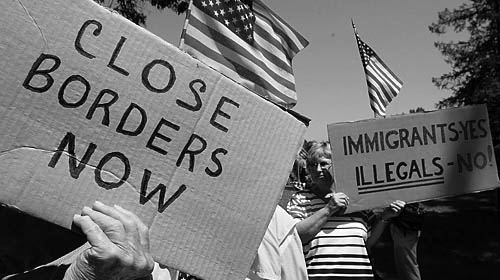 CLOSE
BORDERS
NOW
IMMIGRANTS-YES
ILLEGALS-NO!